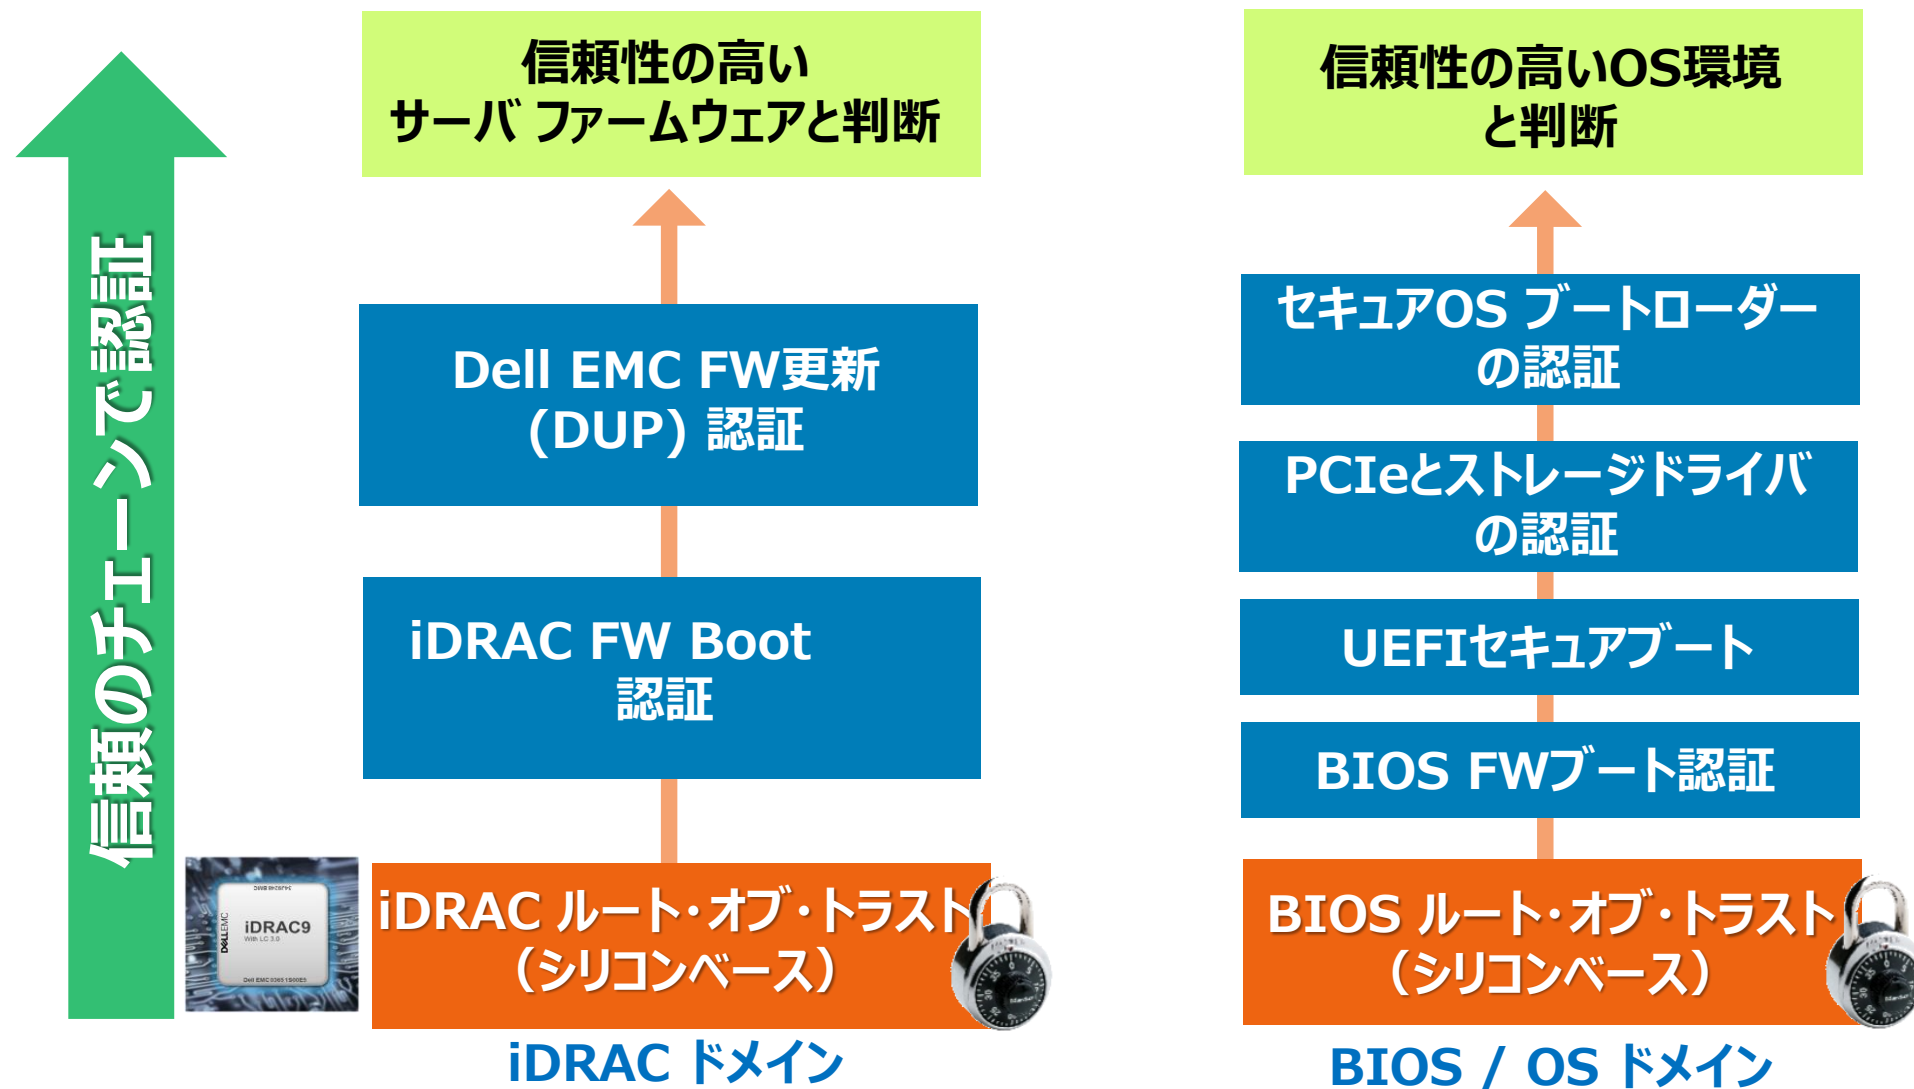 信頼のチェーンで認証
信頼性の高い
サーバ ファームウェアと判断
Dell EMC FW更新
(DUP) 認証
iDRAC FW Boot
認証
iDRAC ルート・オブ・トラスト
（シリコンベース）
iDRAC ドメイン
iDRAC9
With LC 3.0
DELLEMC
信頼性の高いOS環境
と判断
セキュアOS ブートローダー
の認証
PCIeとストレージドライバ
の認証
UEFIセキュアブート
BIOS FWブート認証
BIOS ルート・オブ・トラスト
（シリコンベース）
BIOS / OS ドメイン